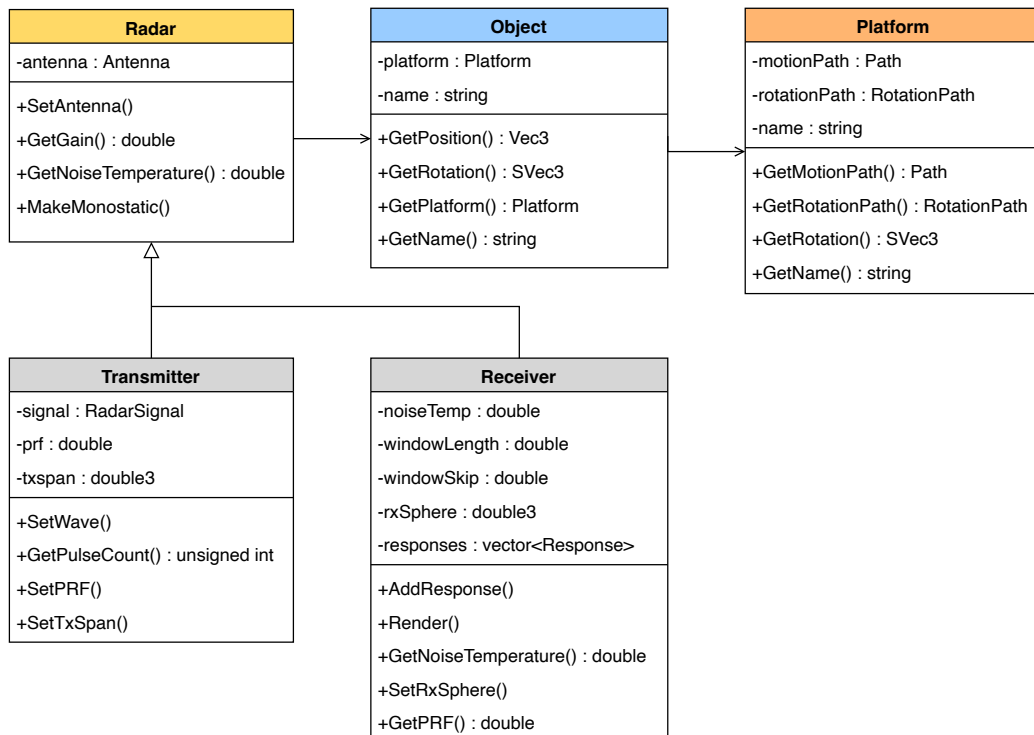 Radar
-antenna : Antenna
+SetAntenna()
+GetGain() : double
+GetNoiseTemperature() : double
+MakeMonostatic()
Object
-platform : Platform
-name : string
+GetPosition() : Vec3
+GetRotation() : SVec3
+GetPlatform() : Platform
+GetName() : string
Platform
-motionPath : Path
-rotationPath : RotationPath
-name : string
+GetMotionPath() : Path
+GetRotationPath() : RotationPath
+GetRotation() : SVec3
+GetName() : string
Transmitter
-signal : RadarSignal
-prf : double
-txspan : double3
+SetWave()
+GetPulseCount() : unsigned int
+SetPRF()
+SetTxSpan()
Receiver
-noiseTemp : double
-windowLength : double
-windowSkip : double
-rxSphere : double3
-responses : vector<Response>
+AddResponse()
+Render()
+GetNoiseTemperature() : double
+SetRxSphere()
+GetPRF() : double